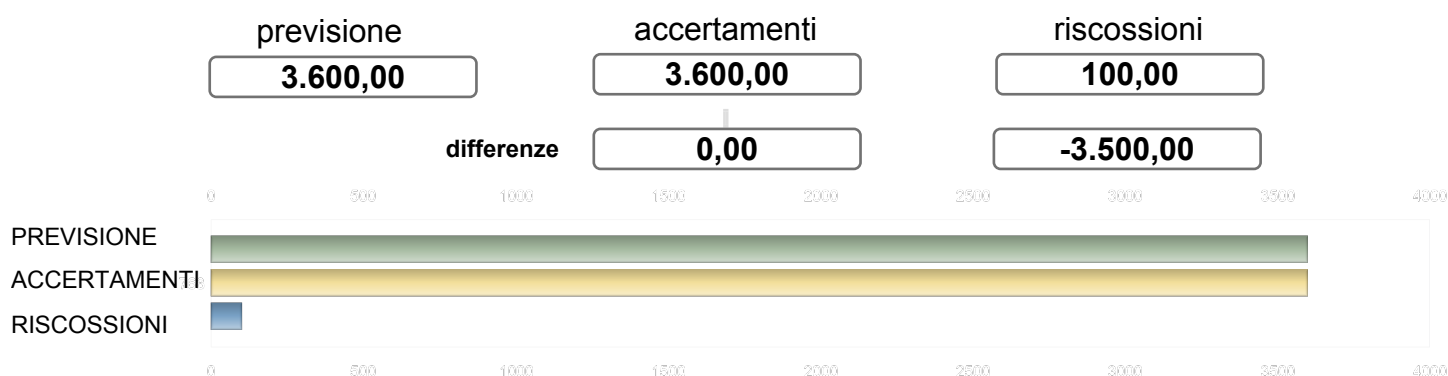 previsione accertamenti riscossioni
3.600,00 3.600,00 100,00
differenze 0,00 -3.500,00
0 500 1000 1500 2000 2500 3000 3500 4000
PREVISIONE
ACCERTAMENTI
RISCOSSIONI
0 500 1000 1500 2000 2500 3000 3500 4000